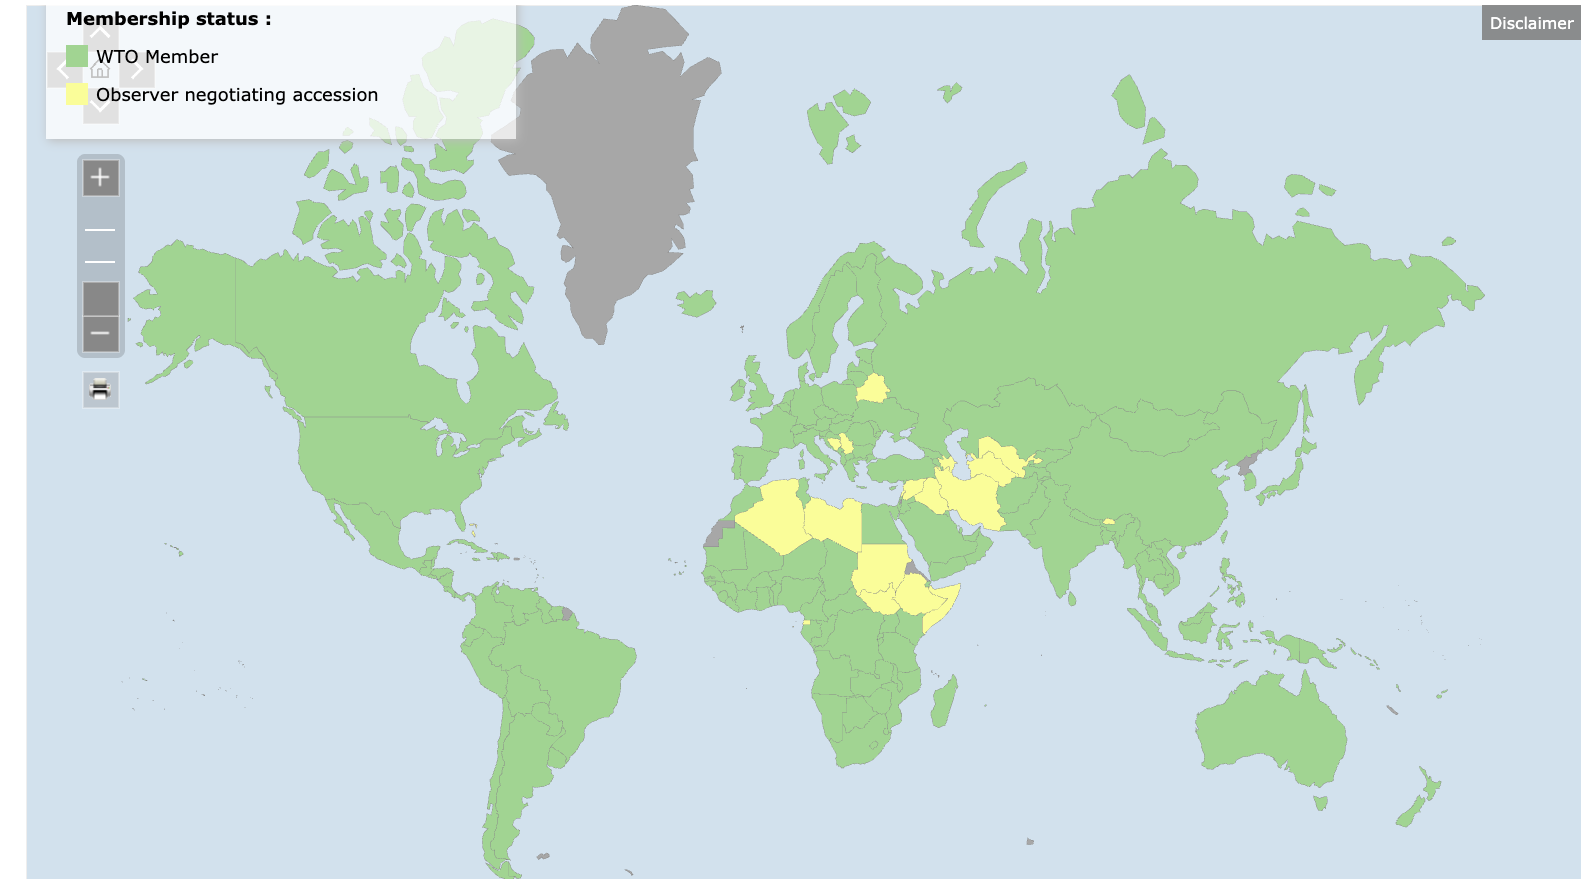 Membership status :
Disclaimer
WTO Member
Observer negotiating accession